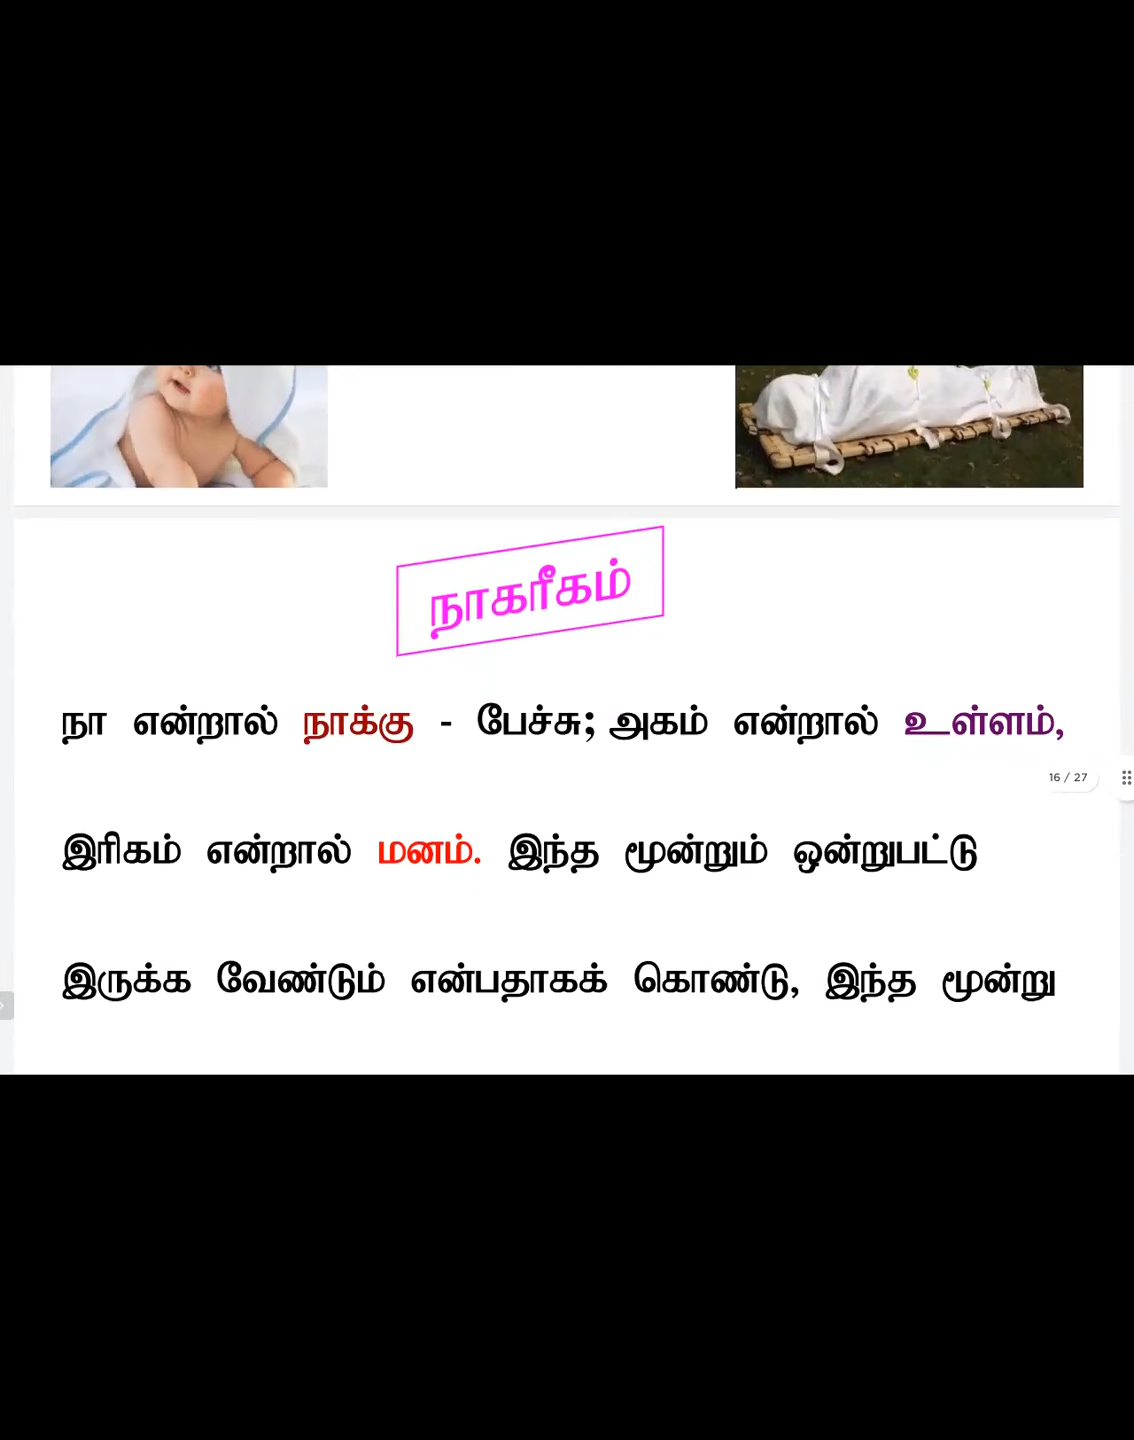 நாகரீகம்
நா என்றால் நாக்கு - பேச்சு; அகம் என்றால் உள்ளம்,
16 / 27
இரிகம் என்றால் மனம். இந்த மூன்றும் ஒன்றுபட்டு
இருக்க வேண்டும் என்பதாகக் கொண்டு, இந்த மூன்று